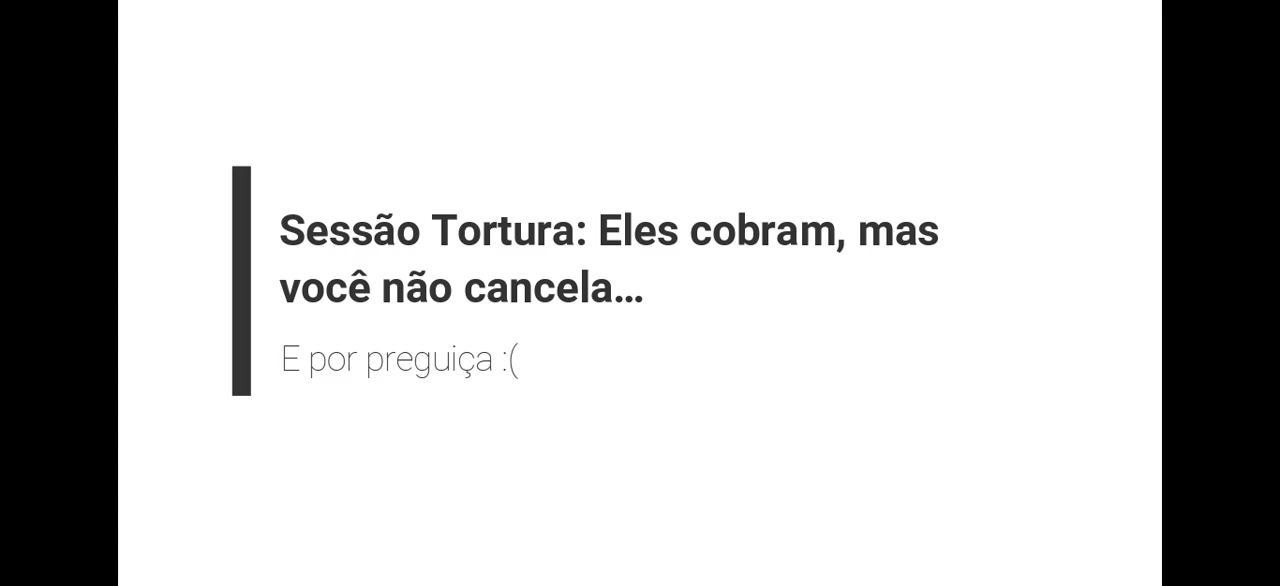 Sessão Tortura: Eles cobram, mas
você não cancela...
E por preguiça :(